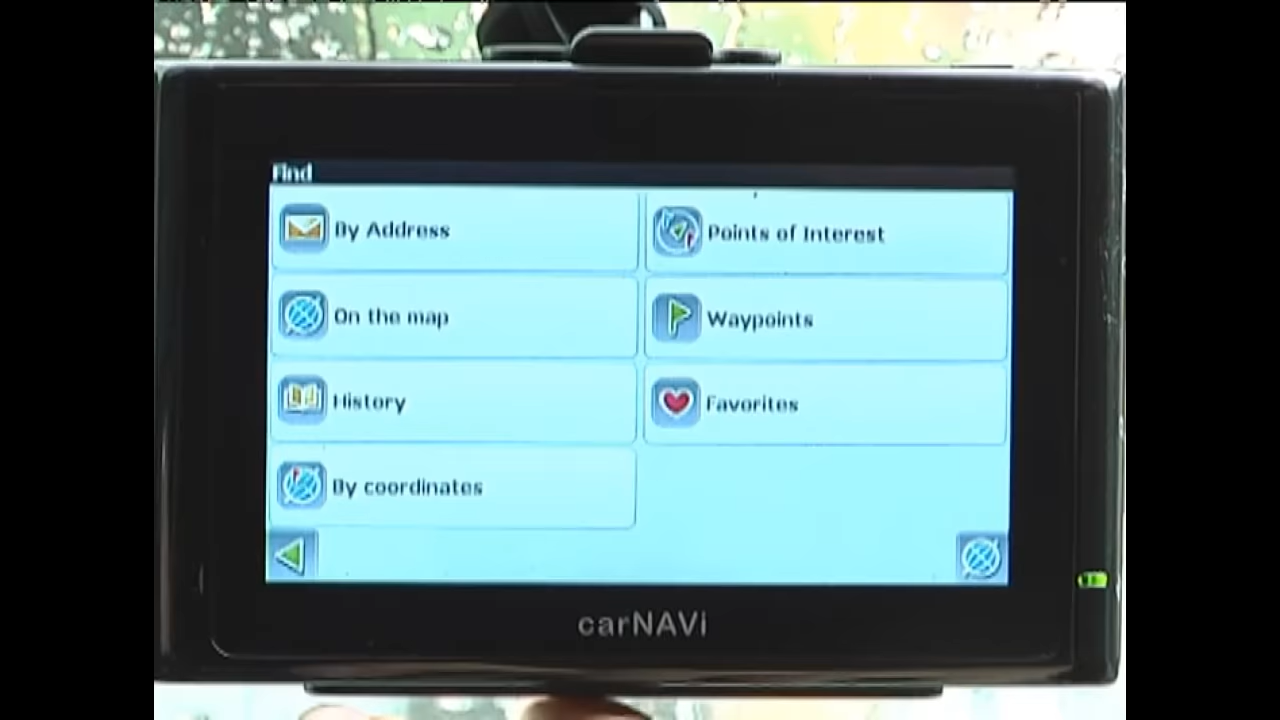 Find
By Address
Points of Interest
On the map
Waypoints
History
Favorites
By coordinates
carNAVi